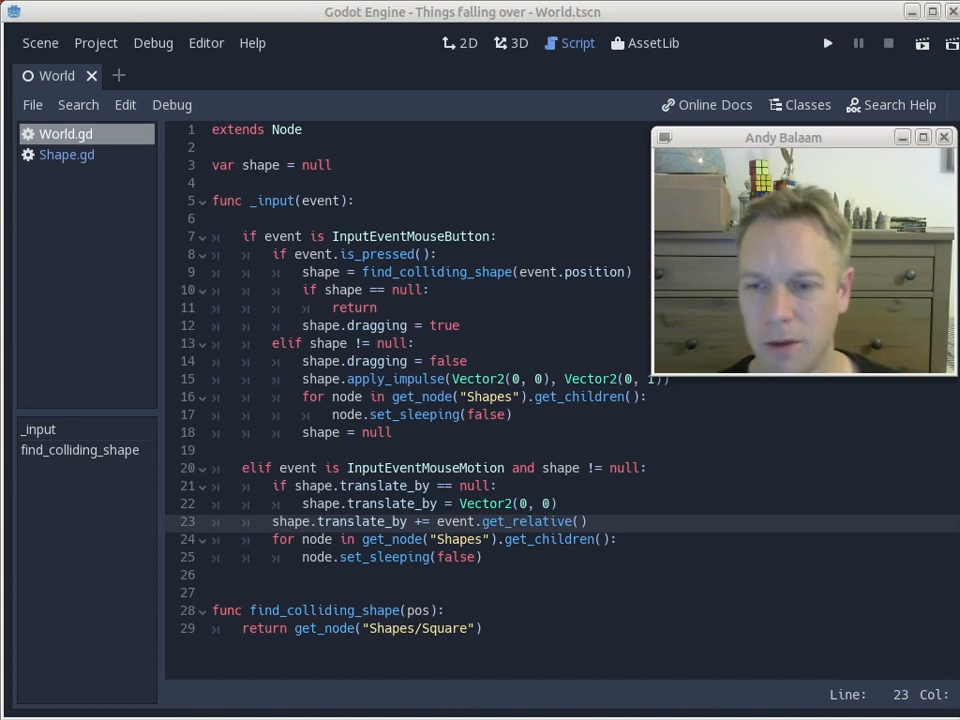 Godot Engine - Things falling over - World.tscn
Scene Project Debug Editor Help 2D 3D Script AssetLib
World
File Search Edit Debug Online Docs Classes Search Help
World.gd
Shape.gd
_input
find_colliding_shape
1 extends Node
2
3 var shape = null
4
5 func _input(event):
6
7 if event is InputEventMouseButton:
8 if event.is_pressed():
9 shape = find_colliding_shape(event.position)
10 if shape == null:
11 return
12 shape.dragging = true
13 elif shape != null:
14 shape.dragging = false
15 shape.apply_impulse(Vector2(0, 0), Vector2(0, 1))
16 for node in get_node("Shapes").get_children():
17 node.set_sleeping(false)
18 shape = null
19
20 elif event is InputEventMouseMotion and shape != null:
21 if shape.translate_by == null:
22 shape.translate_by = Vector2(0, 0)
23 shape.translate_by += event.get_relative()
24 for node in get_node("Shapes").get_children():
25 node.set_sleeping(false)
26
27
28 func find_colliding_shape(pos):
29 return get_node("Shapes/Square")
Andy Balaam
Line: 23 Col: